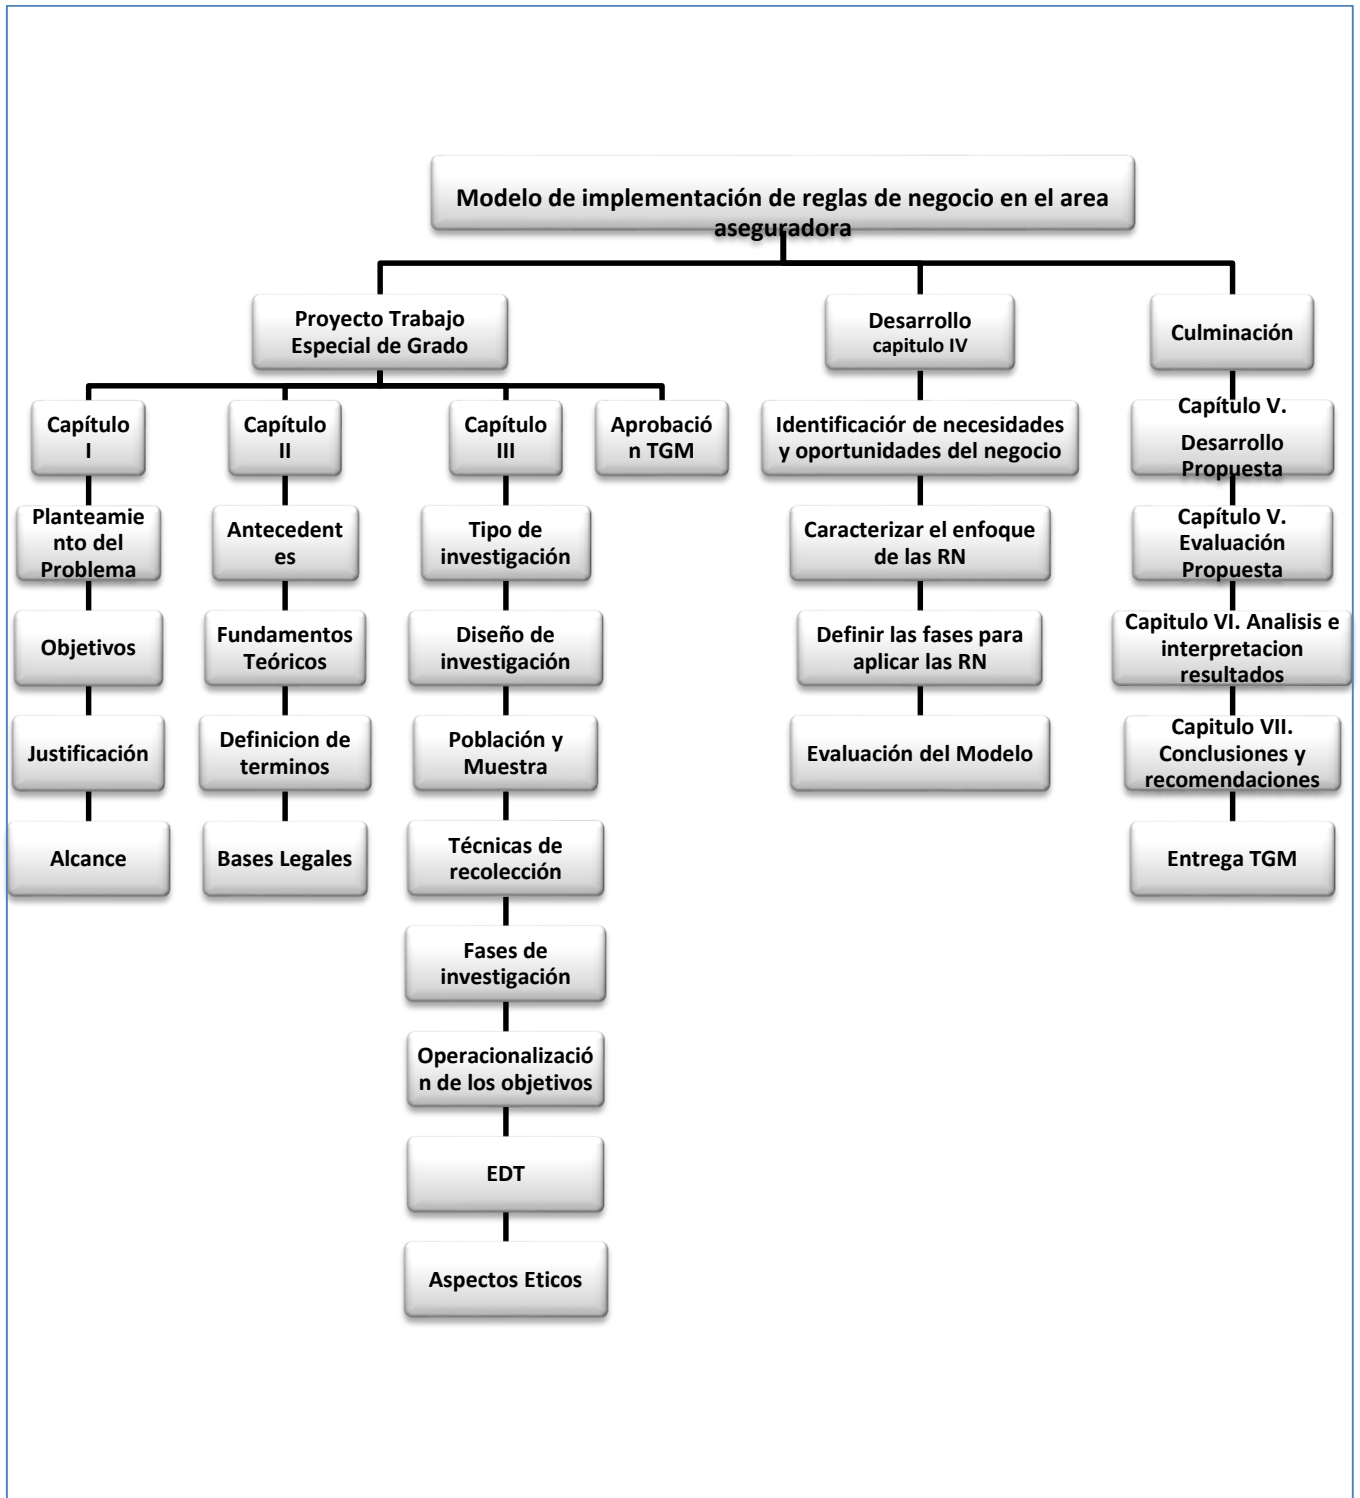 Modelo de implementación de reglas de negocio en el area
aseguradora
Proyecto Trabajo
Especial de Grado
Capítulo
I
Planteamie
nto del
Problema
Objetivos
Justificación
Alcance
Capítulo
II
Antecedent
es
Fundamentos
Teóricos
Definicion de
terminos
Bases Legales
Capítulo
III
Tipo de
investigación
Diseño de
investigación
Población y
Muestra
Técnicas de
recolección
Fases de
investigación
Operacionalizació
n de los objetivos
EDT
Aspectos Eticos
Aprobació
n TGM
Desarrollo
capitulo IV
Identificaciór de necesidades
y oportunidades del negocio
Caracterizar el enfoque
de las RN
Definir las fases para
aplicar las RN
Evaluación del Modelo
Culminación
Capítulo V.
Desarrollo
Propuesta
Capítulo V.
Evaluación
Propuesta
Capitulo VI. Analisis e
interpretacion
resultados
Capitulo VII.
Conclusiones y
recomendaciones
Entrega TGM